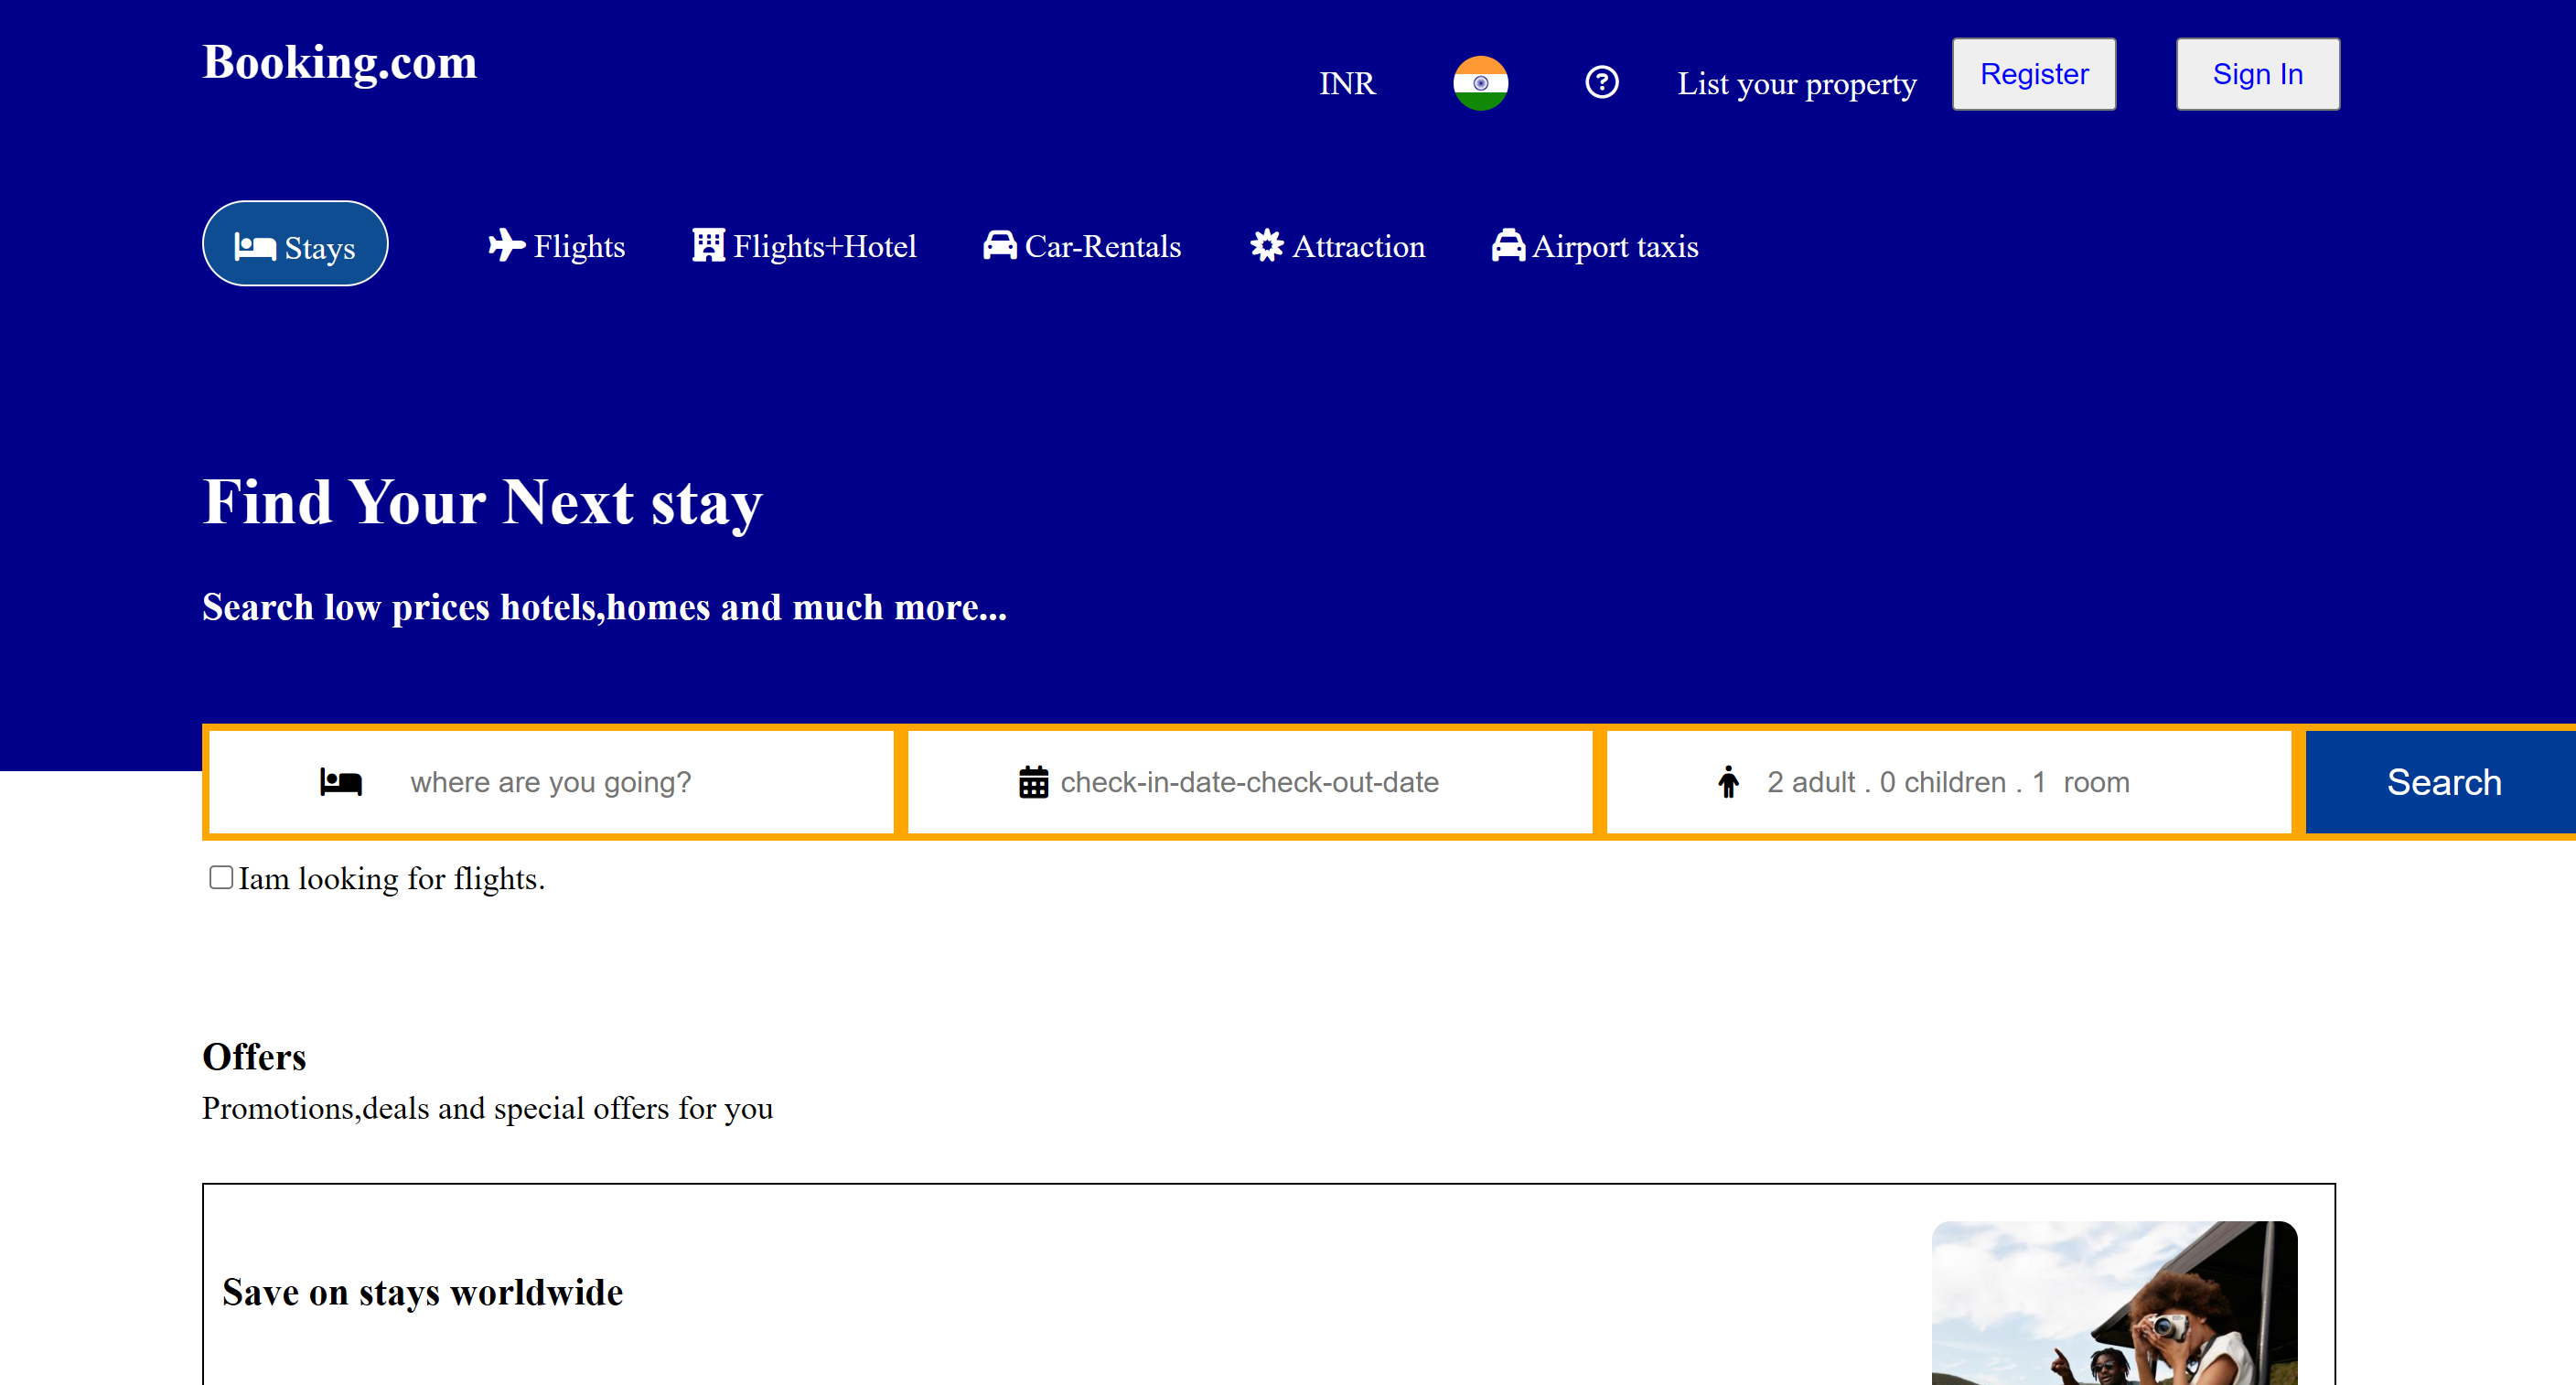 Booking.com
INR List your property Register Sign In
Stays Flights Flights+Hotel Car-Rentals Attraction Airport taxis
Find Your Next stay
Search low prices hotels,homes and much more...
where are you going? check-in-date-check-out-date 2 adult . 0 children . 1  room Search
Iam looking for flights.
Offers
Promotions,deals and special offers for you
Save on stays worldwide